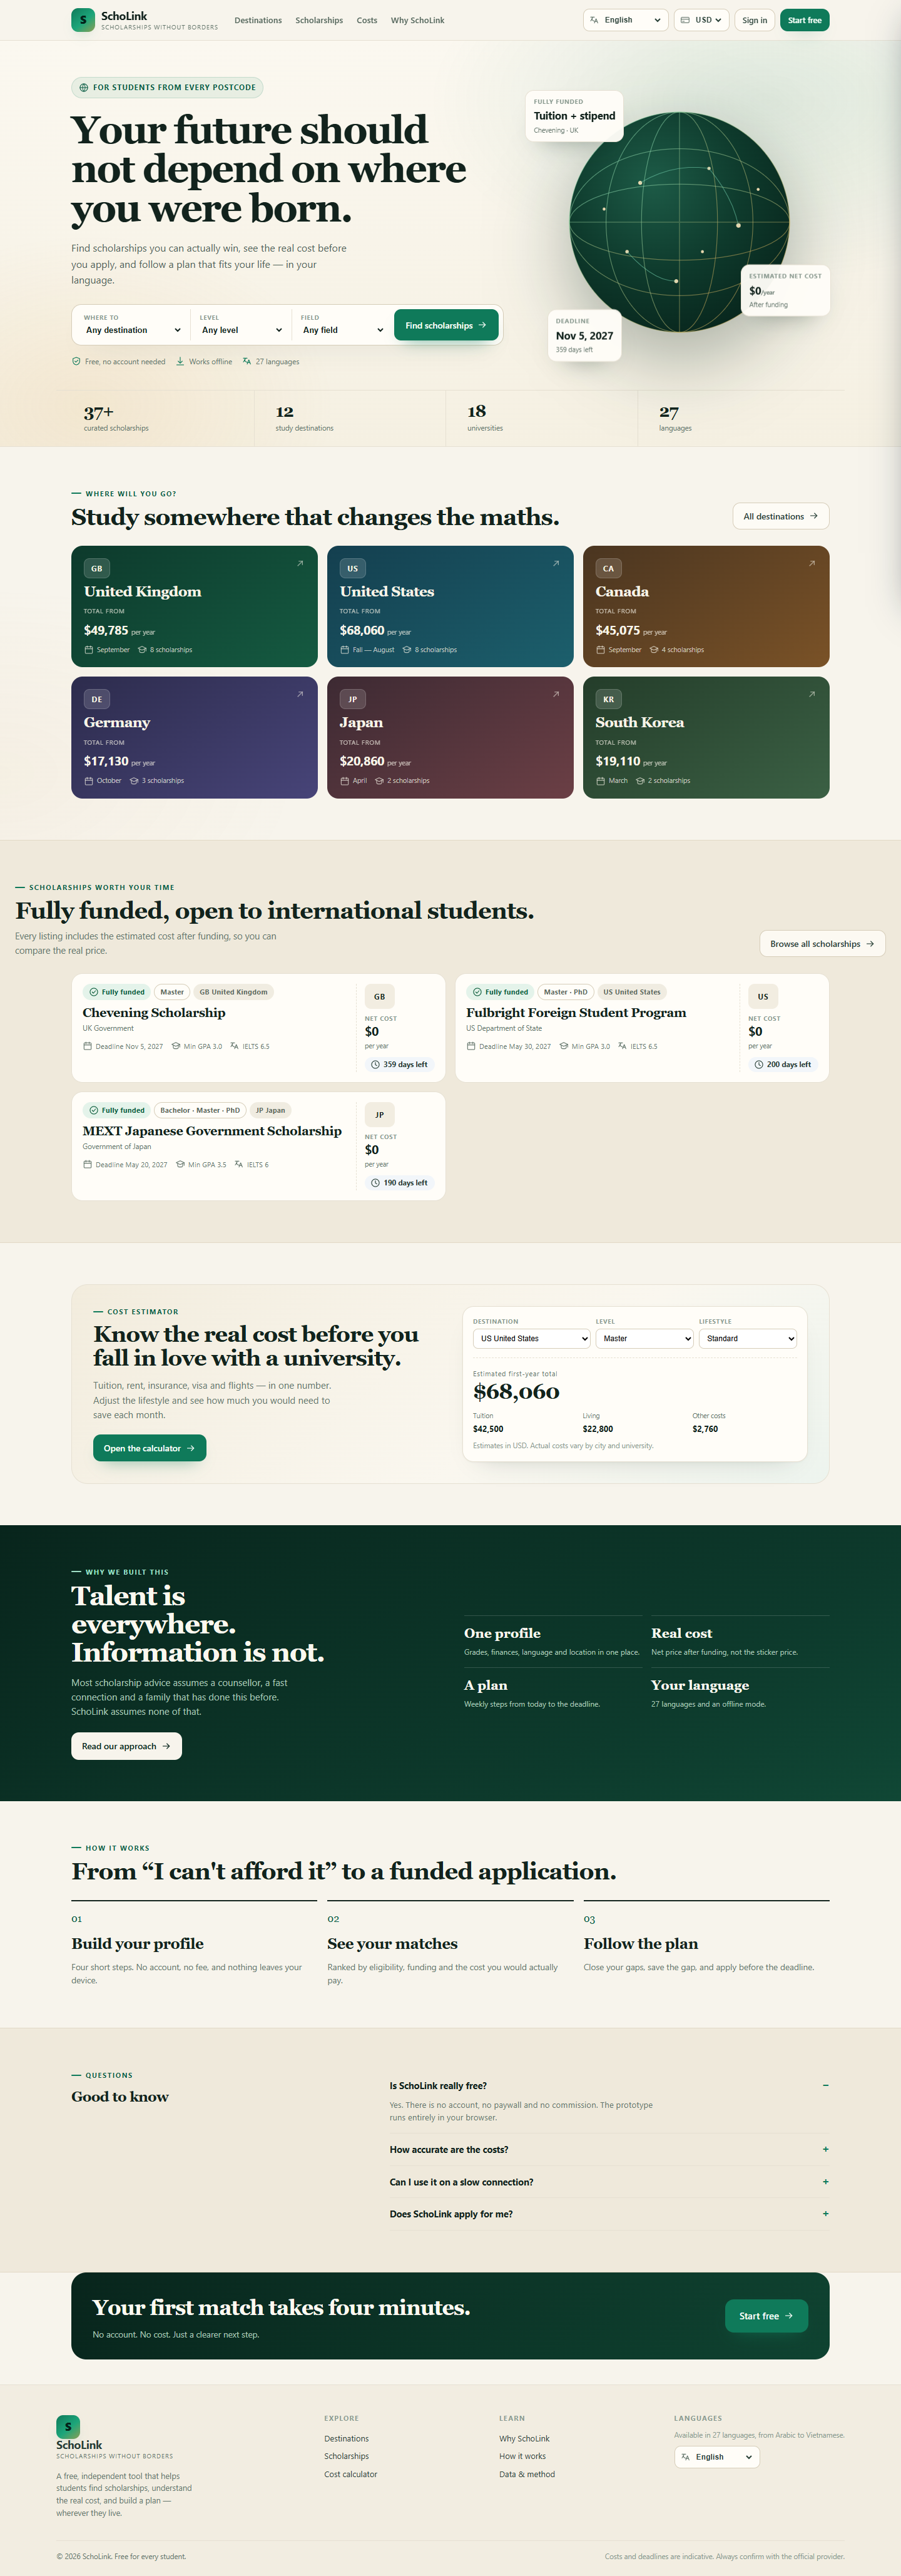 S
SchoLink
SCHOLARSHIPS WITHOUT BORDERS
Destinations
Scholarships
Costs
Why SchoLink
English
USD
Sign in
Start free
FOR STUDENTS FROM EVERY POSTCODE
Your future should
not depend on where
you were born.
Find scholarships you can actually win, see the real cost before
you apply, and follow a plan that fits your life — in your
language.
WHERE TO
Any destination
LEVEL
Any level
FIELD
Any field
Find scholarships
Free, no account needed
Works offline
27 languages
FULLY FUNDED
Tuition + stipend
Chevening · UK
ESTIMATED NET COST
$0/year
After funding
DEADLINE
Nov 5, 2027
359 days left
37+
curated scholarships
12
study destinations
18
universities
27
languages
WHERE WILL YOU GO?
Study somewhere that changes the maths.
All destinations
GB
United Kingdom
TOTAL FROM
$49,785 per year
September
8 scholarships
US
United States
TOTAL FROM
$68,060 per year
Fall — August
8 scholarships
CA
Canada
TOTAL FROM
$45,075 per year
September
4 scholarships
DE
Germany
TOTAL FROM
$17,130 per year
October
3 scholarships
JP
Japan
TOTAL FROM
$20,860 per year
April
2 scholarships
KR
South Korea
TOTAL FROM
$19,110 per year
March
2 scholarships
SCHOLARSHIPS WORTH YOUR TIME
Fully funded, open to international students.
Every listing includes the estimated cost after funding, so you can
compare the real price.
Browse all scholarships
Fully funded
Master
GB United Kingdom
Chevening Scholarship
UK Government
Deadline Nov 5, 2027
Min GPA 3.0
IELTS 6.5
GB
NET COST
$0
per year
359 days left
Fully funded
Master · PhD
US United States
Fulbright Foreign Student Program
US Department of State
Deadline May 30, 2027
Min GPA 3.0
IELTS 6.5
US
NET COST
$0
per year
200 days left
Fully funded
Bachelor · Master · PhD
JP Japan
MEXT Japanese Government Scholarship
Government of Japan
Deadline May 20, 2027
Min GPA 3.5
IELTS 6
JP
NET COST
$0
per year
190 days left
COST ESTIMATOR
Know the real cost before you
fall in love with a university.
Tuition, rent, insurance, visa and flights — in one number.
Adjust the lifestyle and see how much you would need to
save each month.
Open the calculator
DESTINATION
US United States
LEVEL
Master
LIFESTYLE
Standard
Estimated first-year total
$68,060
Tuition
$42,500
Living
$22,800
Other costs
$2,760
Estimates in USD. Actual costs vary by city and university.
WHY WE BUILT THIS
Talent is
everywhere.
Information is not.
Most scholarship advice assumes a counsellor, a fast
connection and a family that has done this before.
SchoLink assumes none of that.
Read our approach
One profile
Grades, finances, language and location in one place.
Real cost
Net price after funding, not the sticker price.
A plan
Weekly steps from today to the deadline.
Your language
27 languages and an offline mode.
HOW IT WORKS
From “I can't afford it” to a funded application.
01
Build your profile
Four short steps. No account, no fee, and nothing leaves your
device.
02
See your matches
Ranked by eligibility, funding and the cost you would actually
pay.
03
Follow the plan
Close your gaps, save the gap, and apply before the deadline.
QUESTIONS
Good to know
Is SchoLink really free?
−
Yes. There is no account, no paywall and no commission. The prototype
runs entirely in your browser.
How accurate are the costs?
+
Can I use it on a slow connection?
+
Does SchoLink apply for me?
+
Your first match takes four minutes.
No account. No cost. Just a clearer next step.
Start free
S
SchoLink
SCHOLARSHIPS WITHOUT BORDERS
A free, independent tool that helps
students find scholarships, understand
the real cost, and build a plan —
wherever they live.
EXPLORE
Destinations
Scholarships
Cost calculator
LEARN
Why SchoLink
How it works
Data & method
LANGUAGES
Available in 27 languages, from Arabic to Vietnamese.
English
© 2026 SchoLink. Free for every student.
Costs and deadlines are indicative. Always confirm with the official provider.